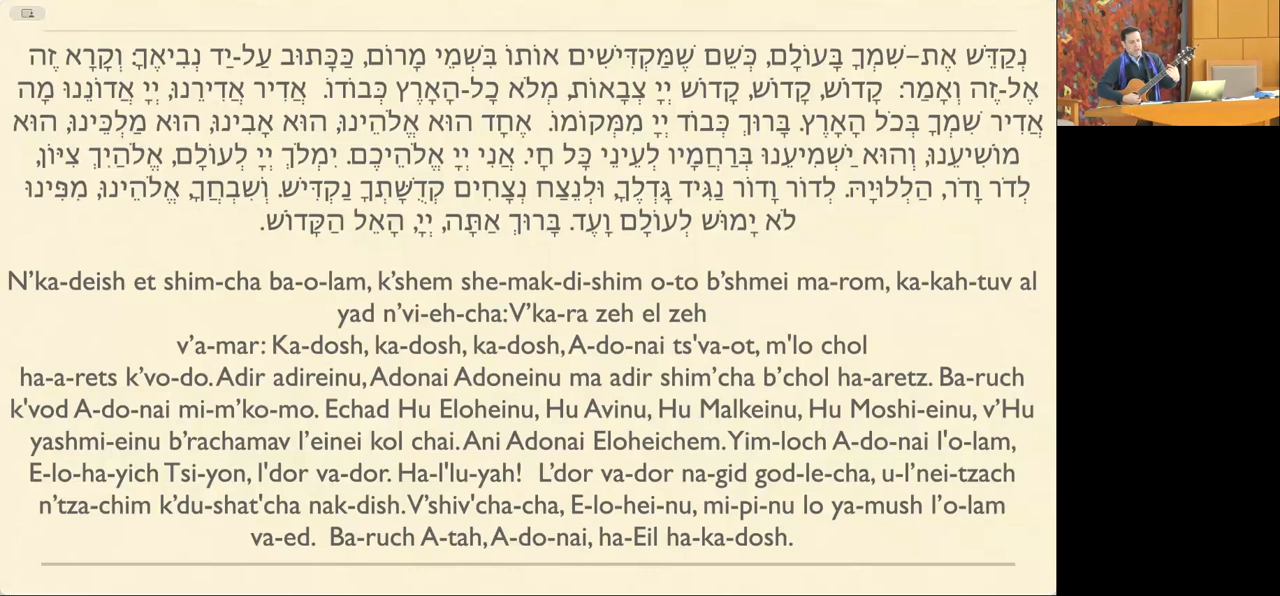 נְקַדֵּשׁ אֶת–שִׁמְךָ בָּעוֹלָם, כְּשֵׁם שֶׁמַּקְדִּישִׁים אוֹתוֹ בִּשְׁמֵי מָרוֹם, כַּכָּתוּב עַל-יַד נְבִיאֶךָ: וְקָרָא זֶה
אֶל-זֶה וְאָמַר: קָדוֹשׁ, קָדוֹשׁ, קָדוֹשׁ יְיָ צְבָאוֹת, מְלֹא כָל-הָאָרֶץ כְּבוֹדוֹ. אַדִּיר אַדִּירֵנוּ, יְיָ אֲדוֹנֵנוּ מָה
אַדִּיר שִׁמְךָ בְּכֹל הָאָרֶץ. בָּרוּךְ כְּבוֹד יְיָ מִמְּקוֹמוֹ. אֶחָד הוּא אֱלֹהֵינוּ, הוּא אָבִינוּ, הוּא מַלְכֵּינוּ, הוּא
מוֹשִׁיעֵנוּ, וְהוּא יַשְׁמִיעֵנוּ בְּרַחֲמָיו לְעֵינֵי כָּל חָי. אֲנִי יְיָ אֱלֹהֵיכֶם. יִמְלֹךְ יְיָ לְעוֹלָם, אֱלֹהַיִךְ צִיּוֹן,
לְדֹר וָדֹר, הַלְלוּיָהּ. לְדוֹר וָדוֹר נַגִּיד גָּדְלֶךָ, וּלְנֵצַח נְצָחִים קְדֻשָּׁתְךָ נַקְדִּישׁ. וְשִׁבְחֲךָ, אֱלֹהֵינוּ, מִפִּינוּ
לֹא יָמוּשׁ לְעוֹלָם וָעֶד. בָּרוּךְ אַתָּה, יְיָ, הָאֵל הַקָּדוֹשׁ.
N’ka-deish et shim-cha ba-o-lam, k’shem she-mak-di-shim o-to b’shmei ma-rom, ka-kah-tuv al
yad n’vi-eh-cha: V’ka-ra zeh el zeh
v’a-mar: Ka-dosh, ka-dosh, ka-dosh, A-do-nai ts'va-ot, m'lo chol
ha-a-rets k’vo-do. Adir adireinu, Adonai Adoneinu ma adir shim’cha b’chol ha-aretz. Ba-ruch
k'vod A-do-nai mi-m’ko-mo. Echad Hu Eloheinu, Hu Avinu, Hu Malkeinu, Hu Moshi-einu, v’Hu
yashmi-einu b’rachamav l’einei kol chai. Ani Adonai Eloheichem. Yim-loch A-do-nai l'o-lam,
E-lo-ha-yich Tsi-yon, l'dor va-dor. Ha-l'lu-yah! L’dor va-dor na-gid god-le-cha, u-l’nei-tzach
n’tza-chim k’du-shat'cha nak-dish. V’shiv'cha-cha, E-lo-hei-nu, mi-pi-nu lo ya-mush l’o-lam
va-ed. Ba-ruch A-tah, A-do-nai, ha-Eil ha-ka-dosh.